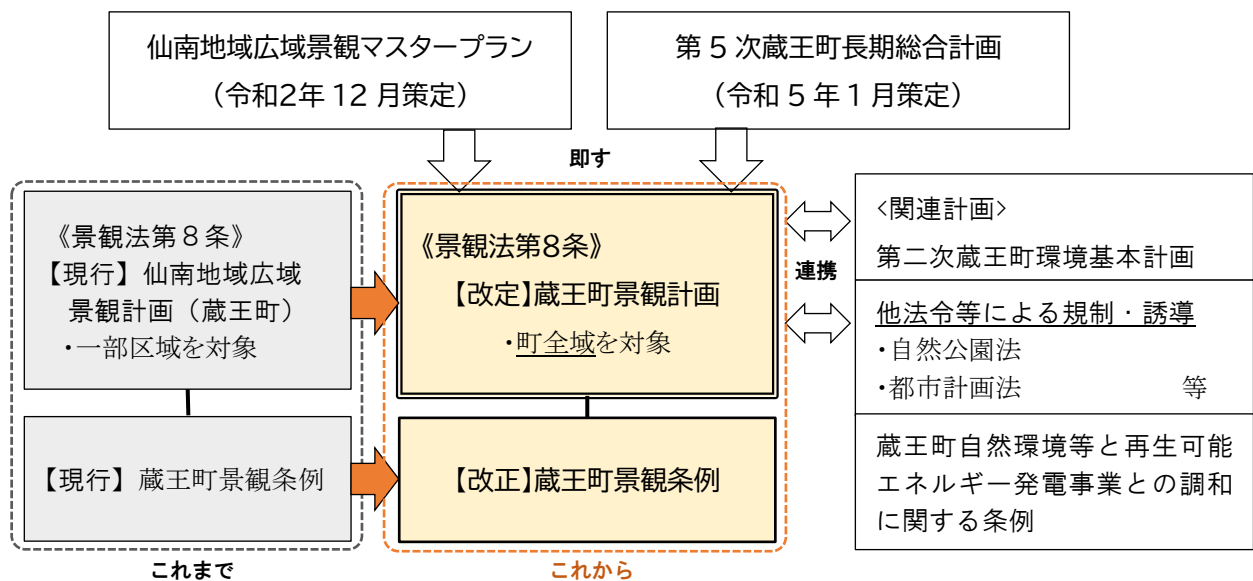 仙南地域広域景観マスタープラン
（令和2年 12 月策定）
第５次蔵王町長期総合計画
（令和５年１月策定）
即す
《景観法第８条》
【現行】仙南地域広域
景観計画（蔵王町）
・一部区域を対象
【現行】蔵王町景観条例
これまで
《景観法第8条》
【改定】蔵王町景観計画
・町全域を対象
【改正】蔵王町景観条例
これから
連携
<関連計画>
第二次蔵王町環境基本計画
他法令等による規制・誘導
・自然公園法
・都市計画法　　　　　等
蔵王町自然環境等と再生可能
エネルギー発電事業との調和
に関する条例